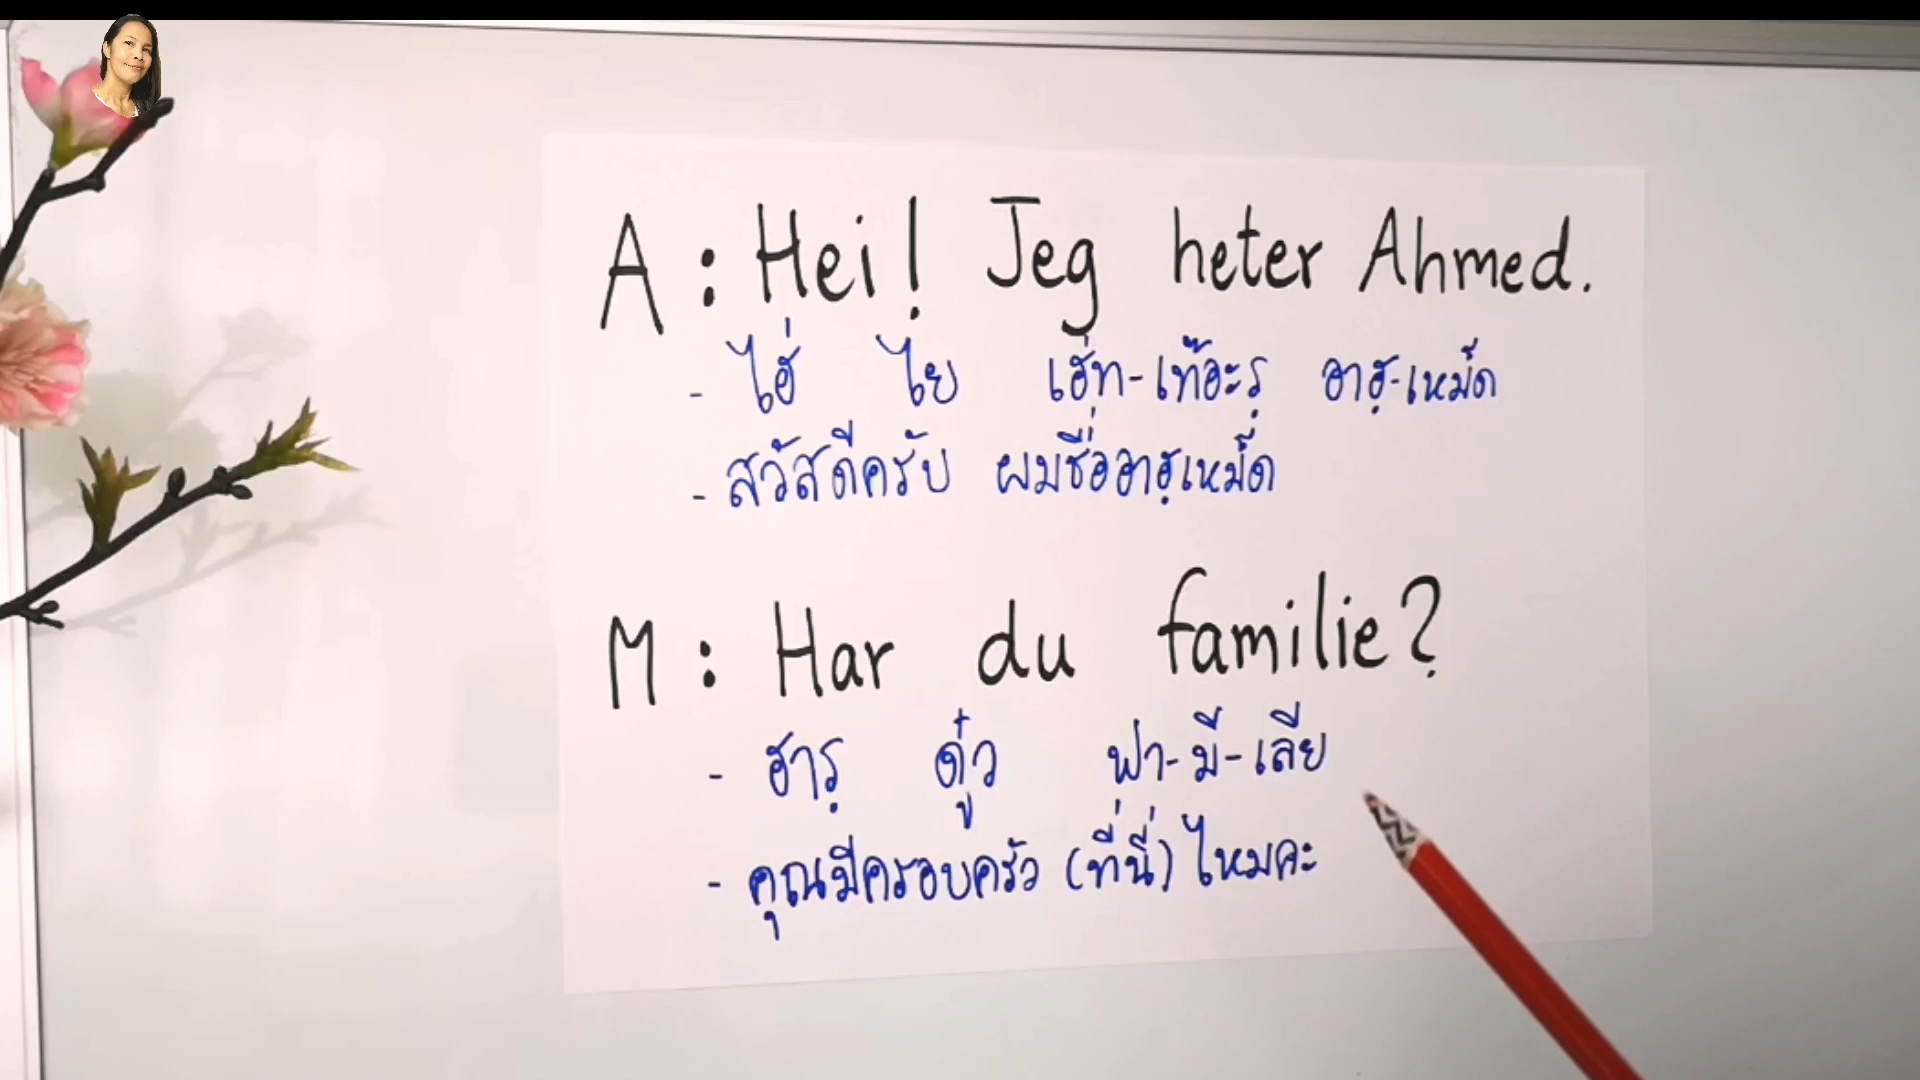 A : Hei! Jeg heter Ahmed.
- ไฮ่ ไย เฮ่ท-เท๊อะรฺ อาฮฺ-เหม็ด
- สวัสดีครับ ผมชื่ออาฮฺเหม็ด
M : Har du familie?
- ฮารฺ ดู๋ว ฟา-มี-เลีย
- คุณมีครอบครัว (ที่นี่) ไหมคะ